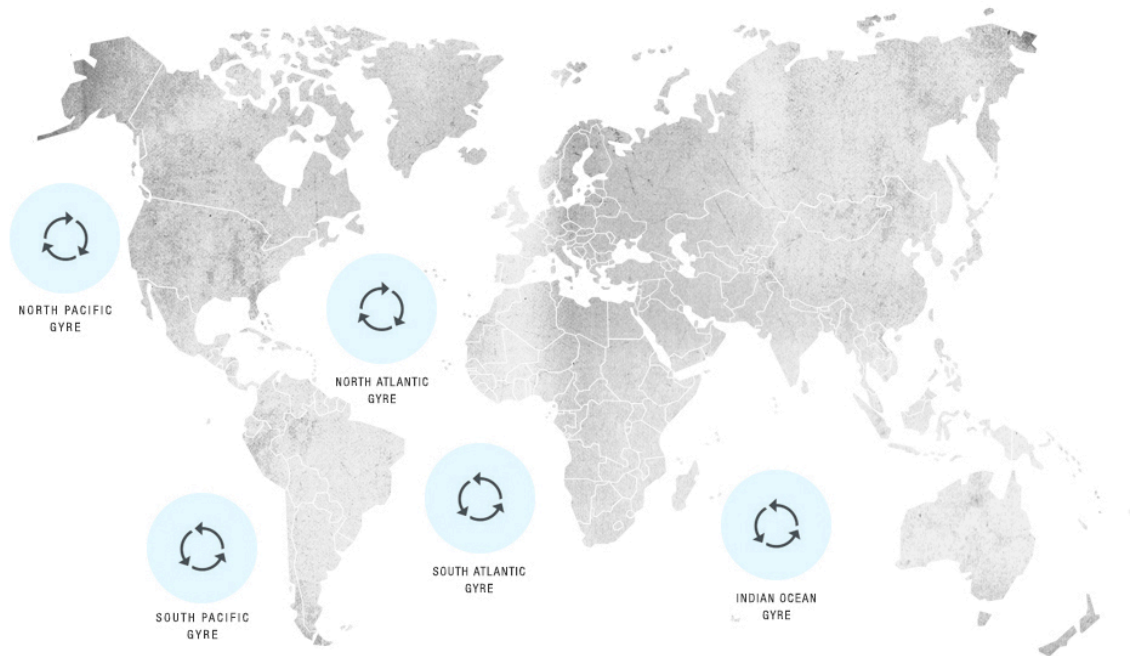 NORTH PACIFIC
GYRE
NORTH ATLANTIC
GYRE
SOUTH ATLANTIC
GYRE
INDIAN OCEAN
GYRE
SOUTH PACIFIC
GYRE